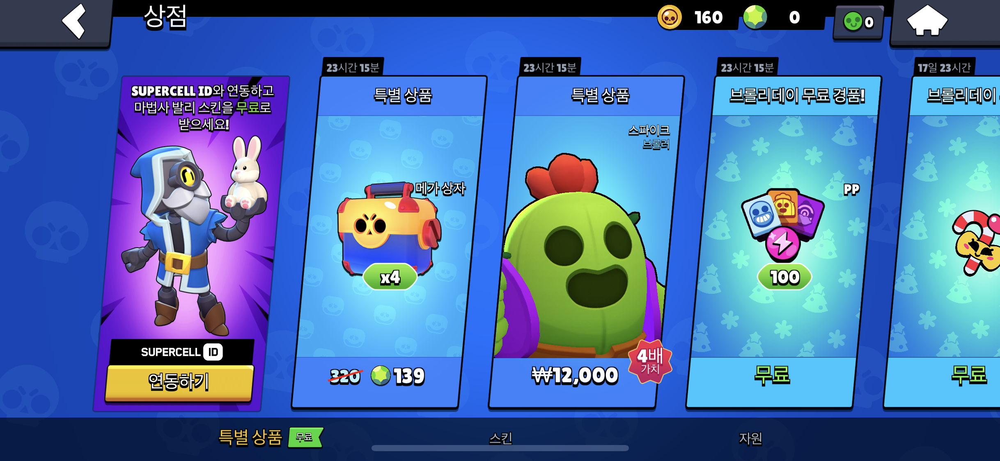 상점
160
0
0
SUPERCELL ID와 연동하고
마법사 발리 스킨을 무료로
받으세요!
SUPERCELL ID
연동하기
23시간 15분
특별 상품
메가 상자
x4
320 139
23시간 15분
특별 상품
스파이크
브롤러
4배
가치
₩12,000
23시간 15분
브롤리데이 무료 경품!
PP
100
무료
17일 23시간
브롤리데이
무료
특별 상품 무료
스킨
자원